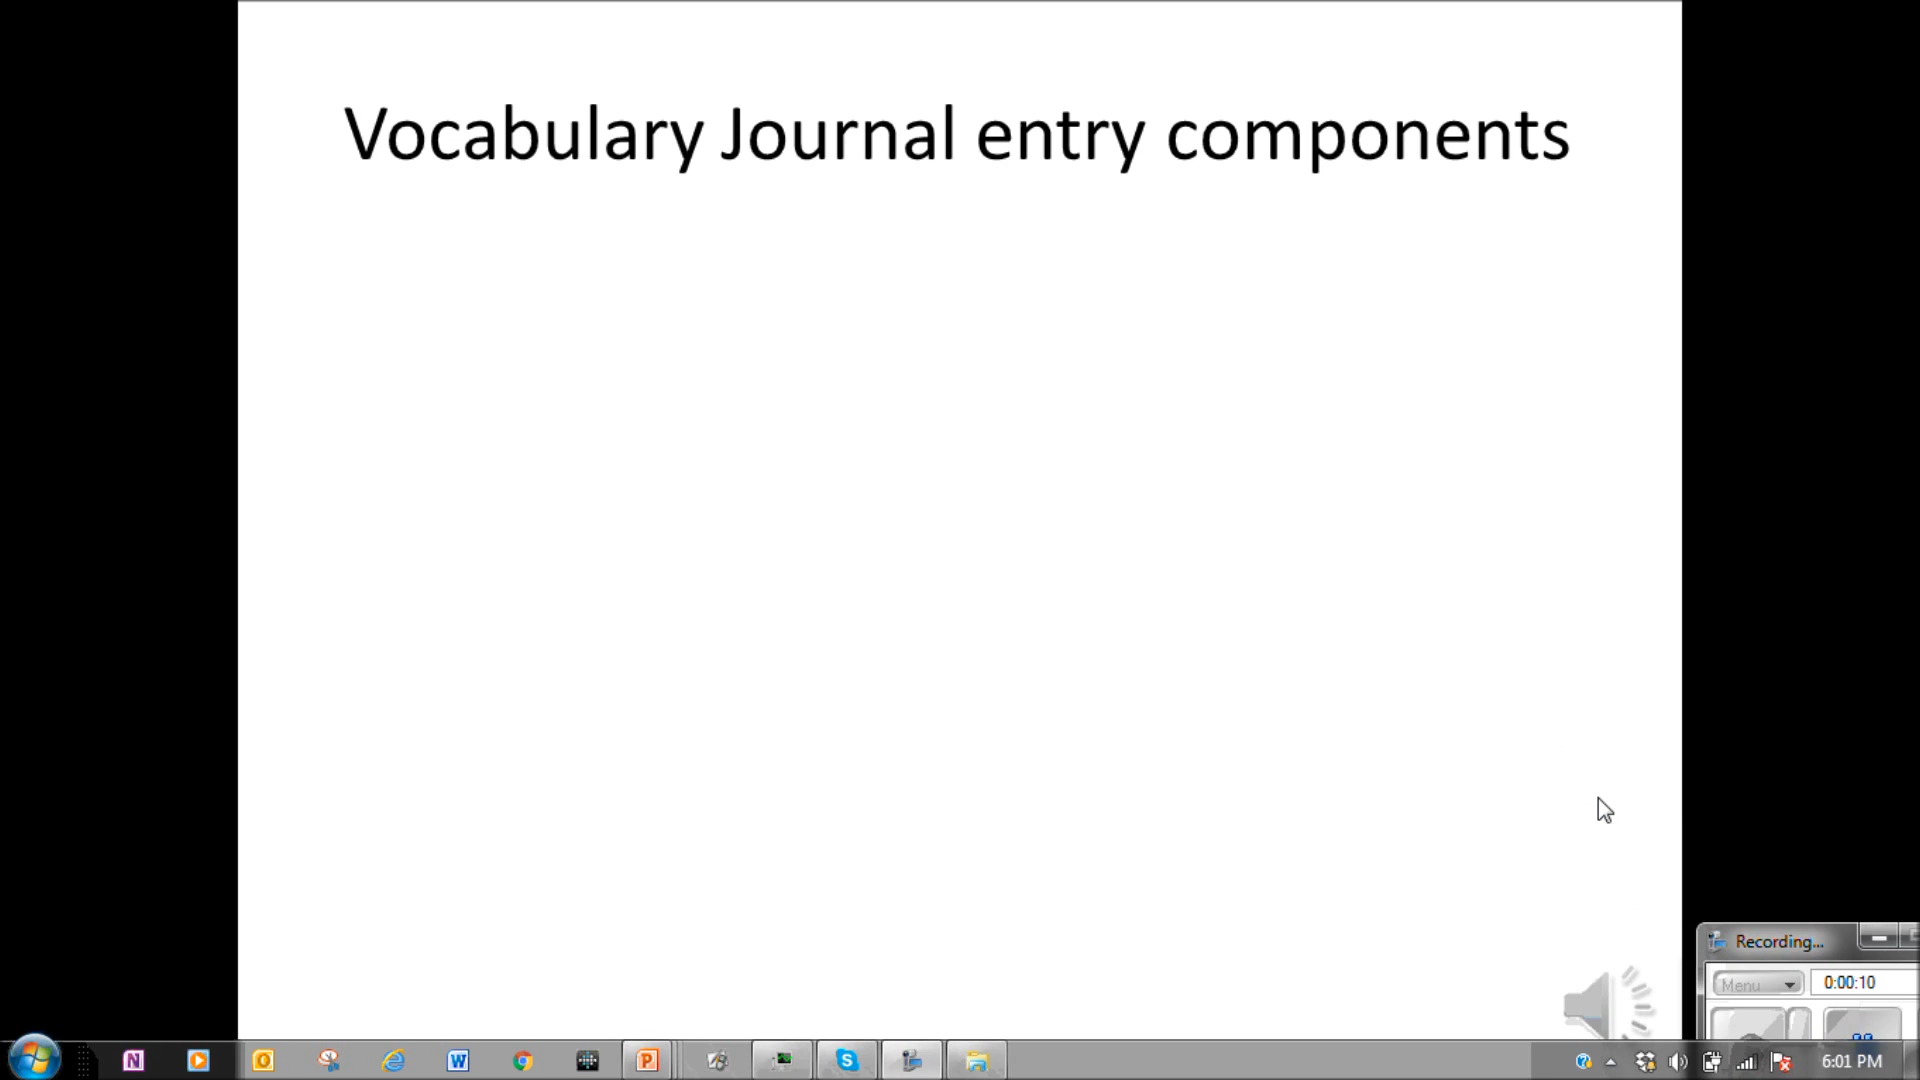 Vocabulary Journal entry components
Recording...
Menu
0:00:10
6:01 PM